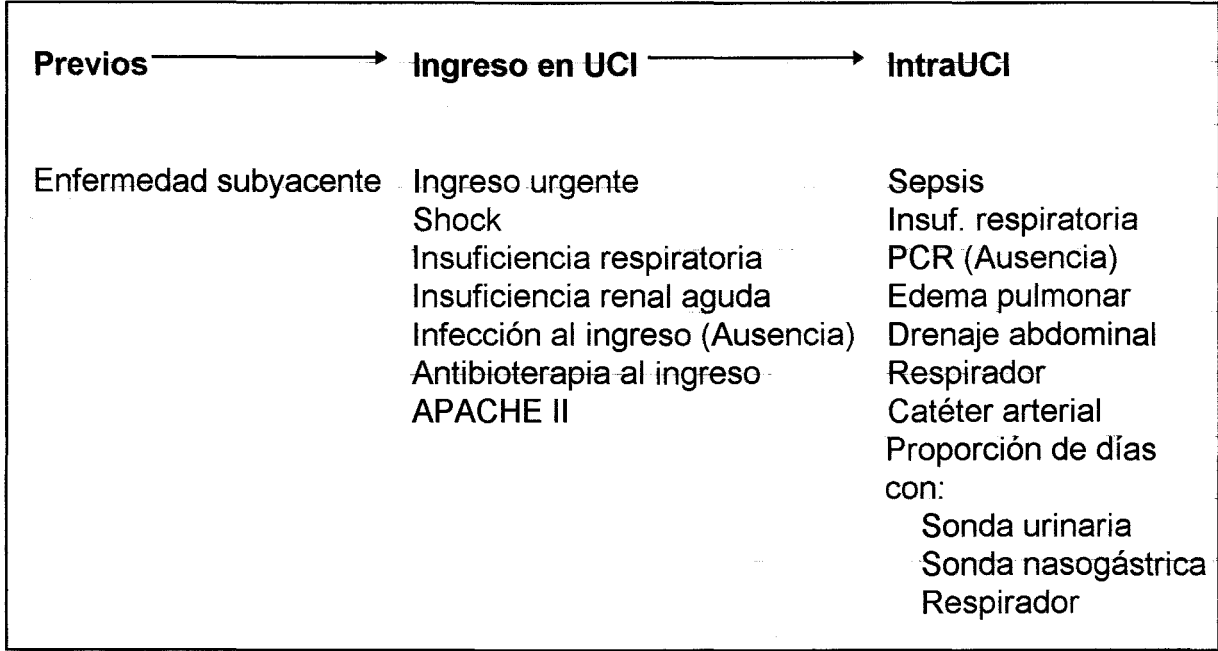 Previos Ingreso en UCI IntraUCI
Enfermedad subyacente Ingreso urgente Sepsis
Shock Insuf. respiratoria
Insuficiencia respiratoria PCR (Ausencia)
Insuficiencia renal aguda Edema pulmonar
Infección al ingreso (Ausencia) Drenaje abdominal
Antibioterapia al ingreso Respirador
APACHE II Catéter arterial
Proporción de días
con:
Sonda urinaria
Sonda nasogástrica
Respirador